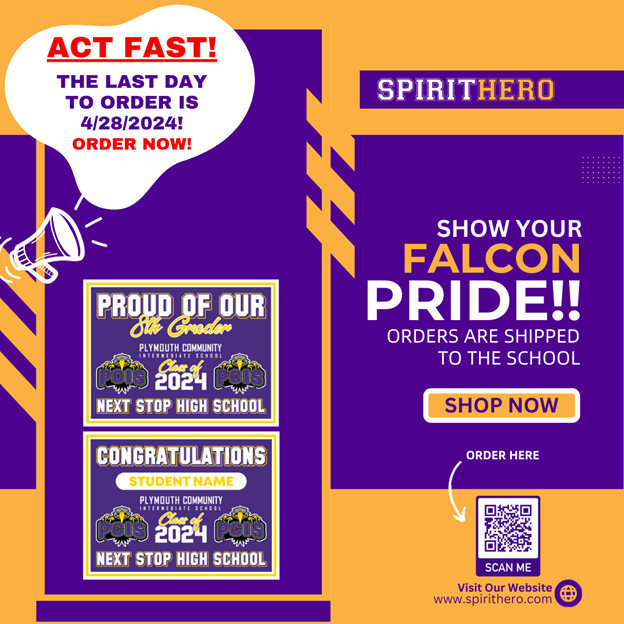 ACT FAST!
THE LAST DAY
TO ORDER IS
4/28/2024!
ORDER NOW!
SPIRITHERO
SHOW YOUR
FALCON
PRIDE!!
ORDERS ARE SHIPPED
TO THE SCHOOL
SHOP NOW
ORDER HERE
SCAN ME
Visit Our Website
www.spirithero.com
PROUD OF OUR
8th Grader
PLYMOUTH COMMUNITY
INTERMEDIATE SCHOOL
Class of
2024
PCIS
PCIS
NEXT STOP HIGH SCHOOL
CONGRATULATIONS
STUDENT NAME
PLYMOUTH COMMUNITY
INTERMEDIATE SCHOOL
Class of
2024
PCIS
PCIS
NEXT STOP HIGH SCHOOL